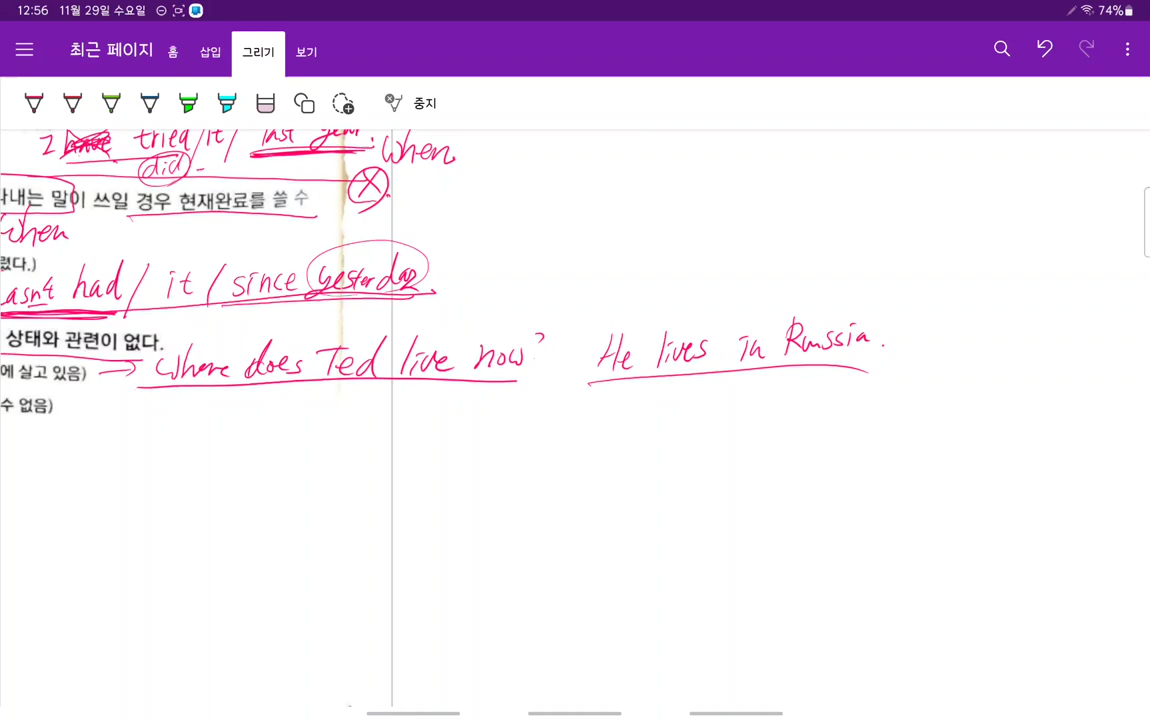 12:56 11월 29일 수요일 74%
최근 페이지 홈 삽입 그리기 보기
중지
I tried/it/ last year. When
did
타내는 말이 쓰일 경우 현재완료를 쓸 수
When
렸다.)
asn't had/ it / since yesterday.
상태와 관련이 없다.
에 살고 있음) → Where does Ted live now? He lives in Russia.
수 없음)